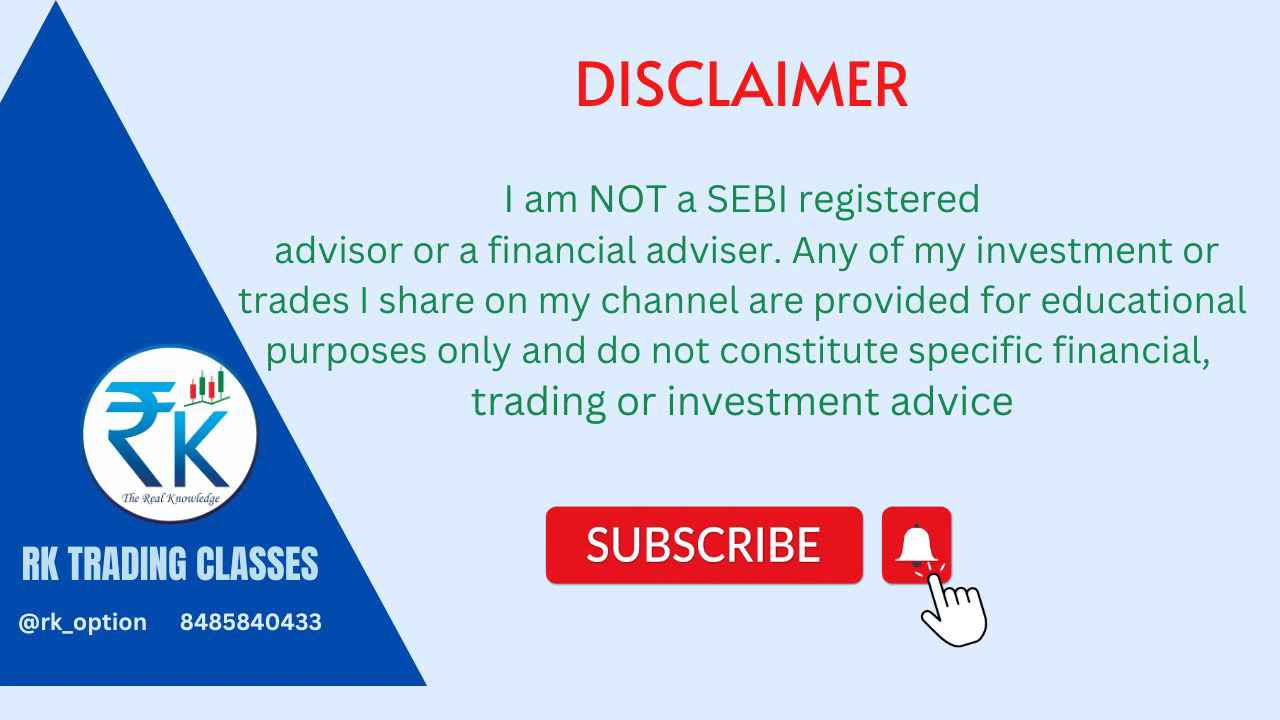 DISCLAIMER
I am NOT a SEBI registered
advisor or a financial adviser. Any of my investment or
trades I share on my channel are provided for educational
purposes only and do not constitute specific financial,
trading or investment advice
₹K
The Real Knowledge
RK TRADING CLASSES
@rk_option 8485840433
SUBSCRIBE